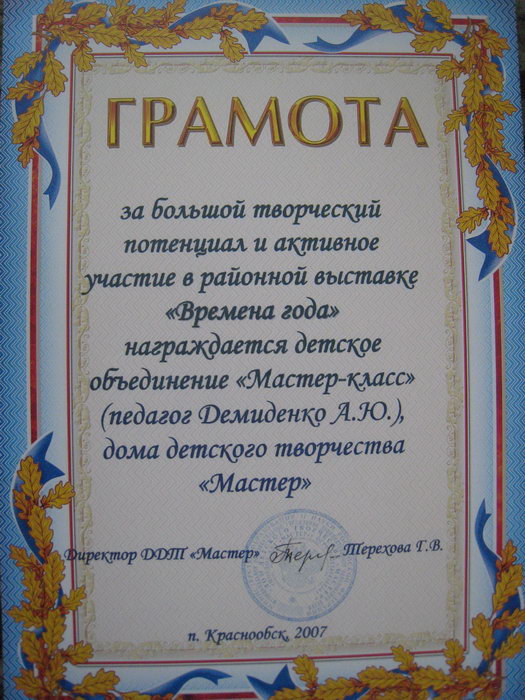 ГРАМОТА
за большой творческий
потенциал и активное
участие в районной выставке
«Времена года»
награждается детское
объединение «Мастер-класс»
(педагог Демиденко А.Ю.),
дома детского творчества
«Мастер»
Директор ДДТ «Мастер» Терехова Г.В.
п. Краснообск, 2007